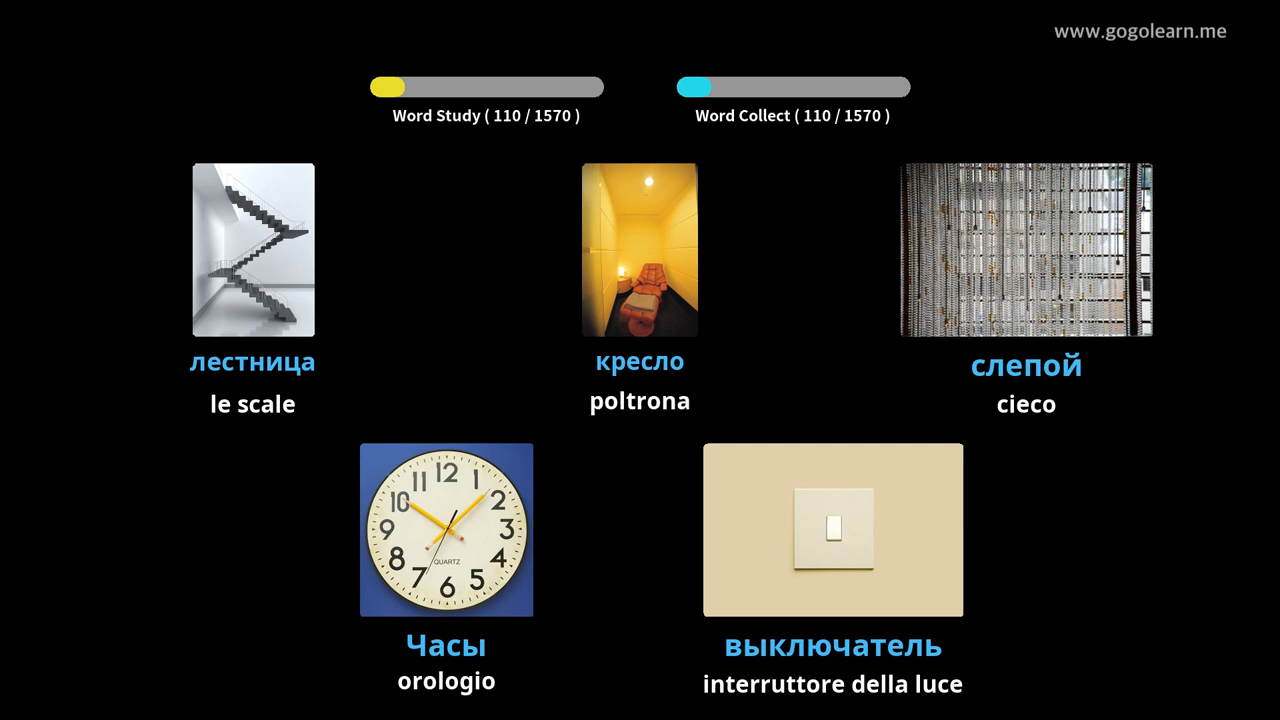 www.gogolearn.me
Word Study ( 110 / 1570 )
Word Collect ( 110 / 1570 )
лестница
le scale
кресло
poltrona
слепой
cieco
12
1
2
3
4
5
6
7
8
9
10
11
QUARTZ
Часы
orologio
выключатель
interruttore della luce